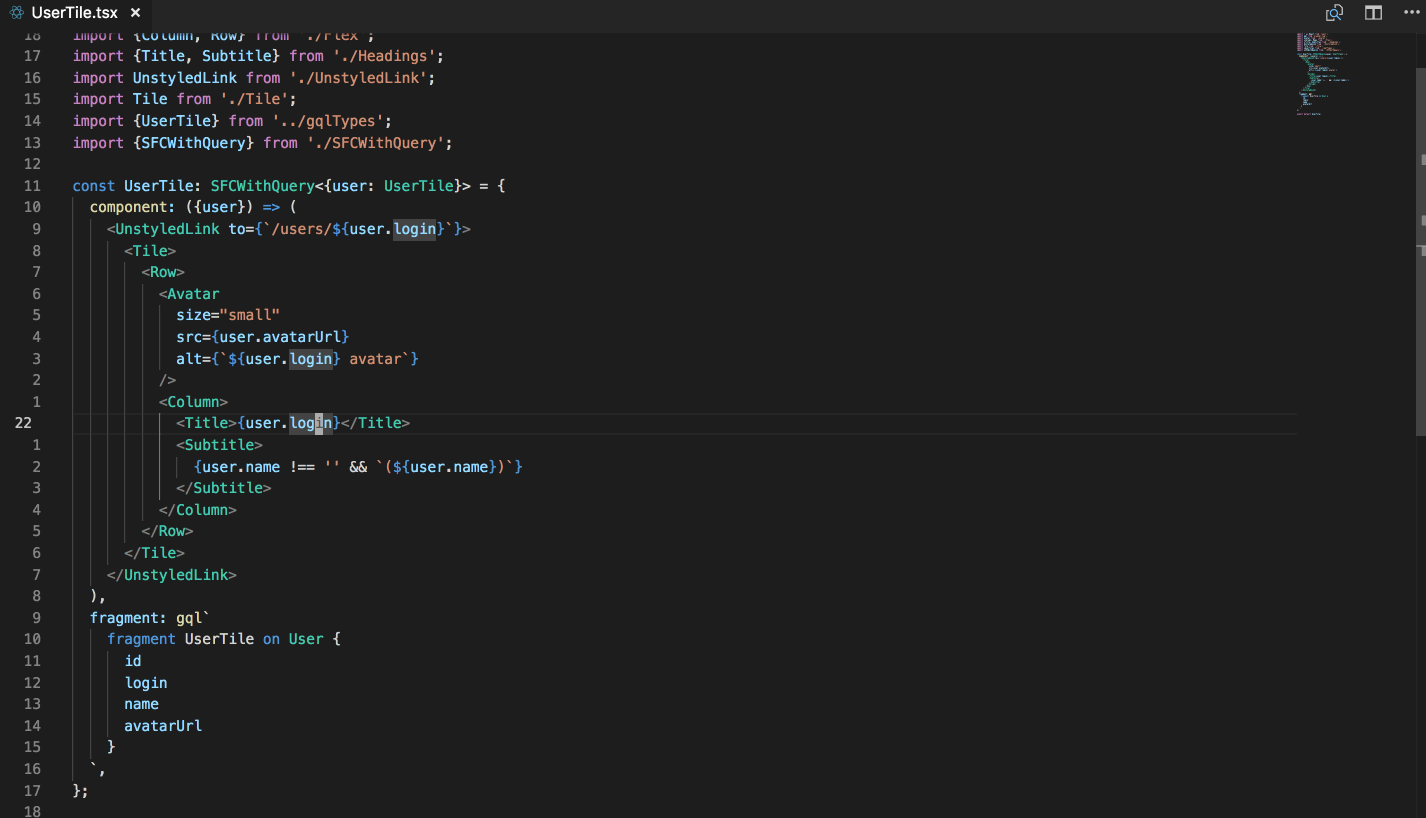 UserTile.tsx ×
18 import {Column, Row} from './Flex';
17 import {Title, Subtitle} from './Headings';
16 import UnstyledLink from './UnstyledLink';
15 import Tile from './Tile';
14 import {UserTile} from '../gqlTypes';
13 import {SFCWithQuery} from './SFCWithQuery';
12
11 const UserTile: SFCWithQuery<{user: UserTile}> = {
10 component: ({user}) => (
9 <UnstyledLink to={`/users/${user.login}`}>
8 <Tile>
7 <Row>
6 <Avatar
5 size="small"
4 src={user.avatarUrl}
3 alt={`${user.login} avatar`}
2 />
1 <Column>
22 <Title>{user.login}</Title>
1 <Subtitle>
2 {user.name !== '' && `(${user.name})`}
3 </Subtitle>
4 </Column>
5 </Row>
6 </Tile>
7 </UnstyledLink>
8 ),
9 fragment: gql`
10 fragment UserTile on User {
11 id
12 login
13 name
14 avatarUrl
15 }
16 `,
17 };
18